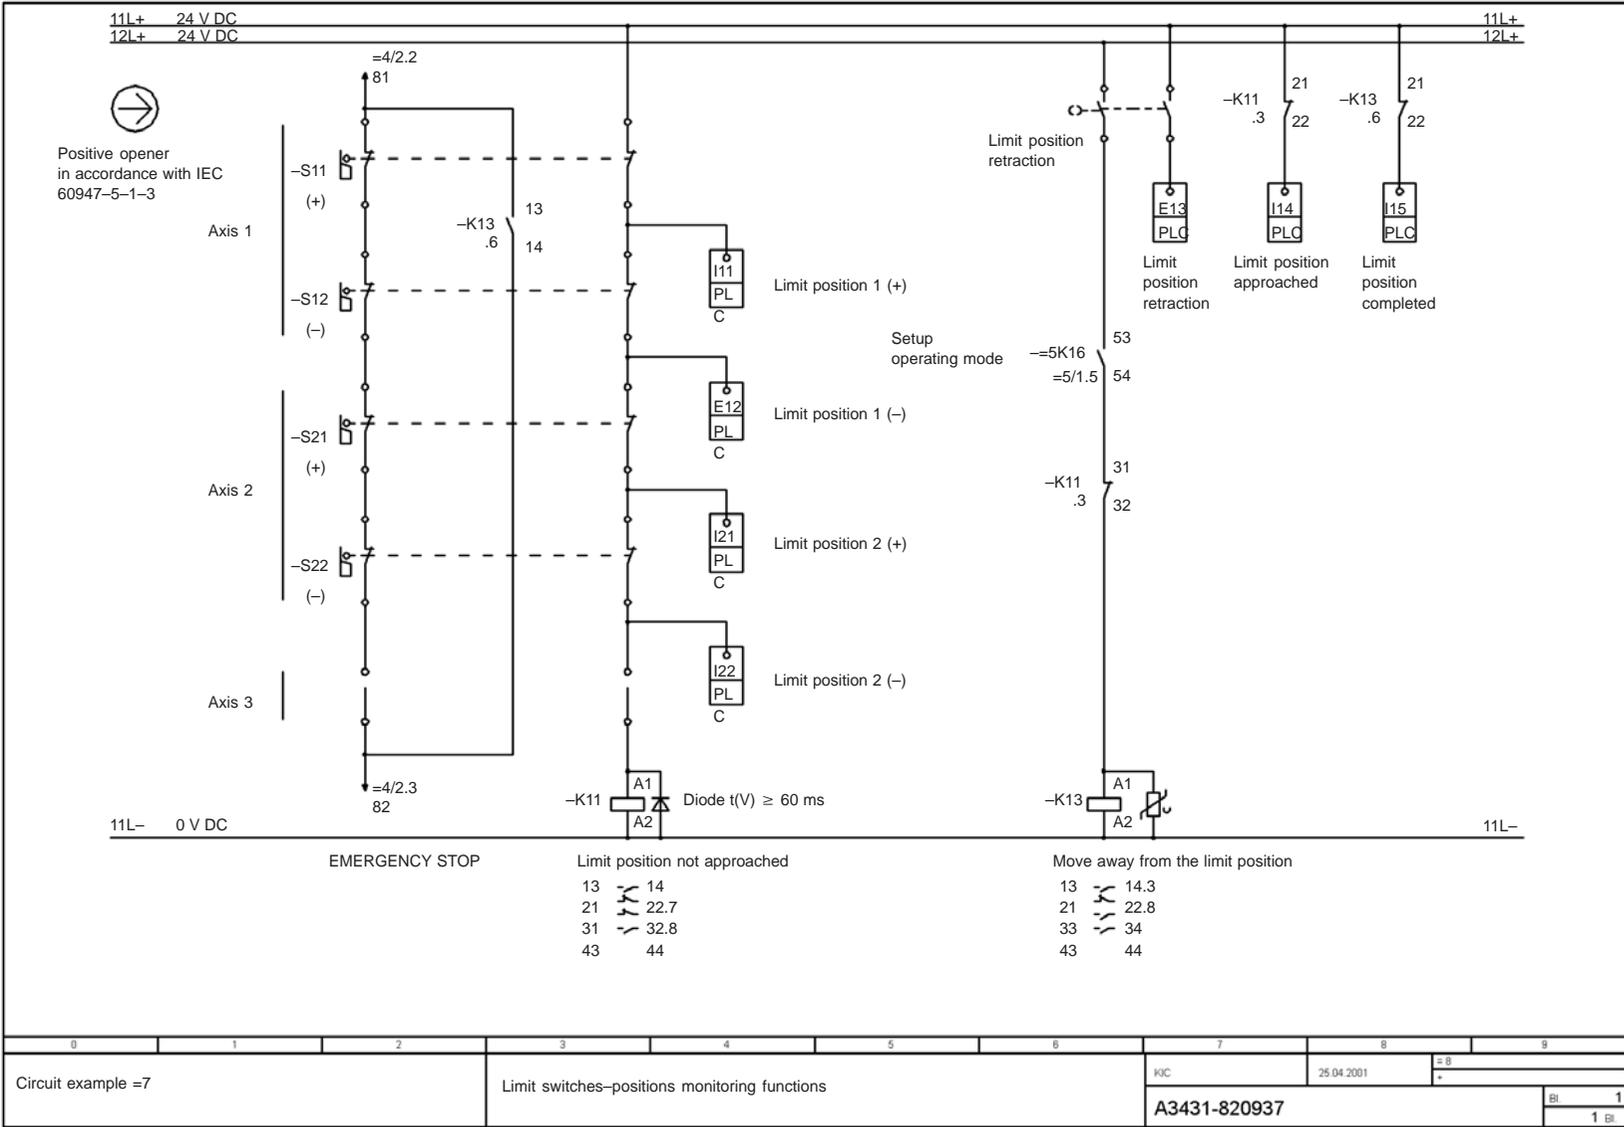 11L+ 24 V DC 11L+
12L+ 24 V DC 12L+
=4/2.2
81
Positive opener
in accordance with IEC
60947–5–1–3
Axis 1
–S11
(+)
–S12
(–)
–K13
.6
13
14
Axis 2
–S21
(+)
–S22
(–)
Axis 3
=4/2.3
82
I11
PL
C
Limit position 1 (+)
E12
PL
C
Limit position 1 (–)
I21
PL
C
Limit position 2 (+)
I22
PL
C
Limit position 2 (–)
–K11
A1
A2
Diode t(V) ≥ 60 ms
Limit position
retraction
Setup
operating mode
–=5K16
=5/1.5
53
54
–K11
.3
31
32
–K13
A1
A2
E13
PLC
Limit
position
retraction
–K11
.3
21
22
I14
PLC
Limit position
approached
–K13
.6
21
22
I15
PLC
Limit
position
completed
11L– 0 V DC 11L–
EMERGENCY STOP
Limit position not approached
13 14
21 22.7
31 32.8
43 44
Move away from the limit position
13 14.3
21 22.8
33 34
43 44
0 1 2 3 4 5 6 7 8 9
Circuit example =7
Limit switches–positions monitoring functions
KIC
25.04.2001
= 8
+
A3431-820937
Bl. 1
1 Bl.